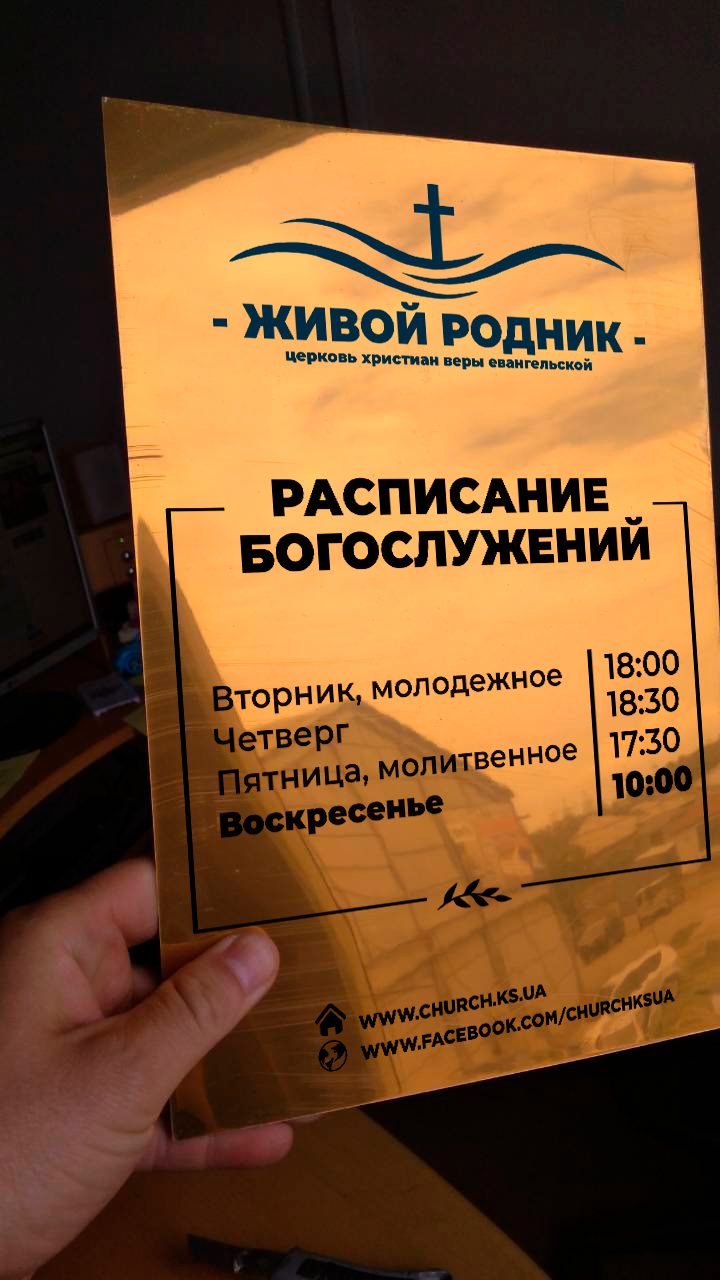 - ЖИВОЙ РОДНИК -
церковь христиан веры евангельской
РАСПИСАНИЕ
БОГОСЛУЖЕНИЙ
Вторник, молодежное 18:00
Четверг 18:30
Пятница, молитвенное 17:30
Воскресенье 10:00
WWW.CHURCH.KS.UA
WWW.FACEBOOK.COM/CHURCHKSUA